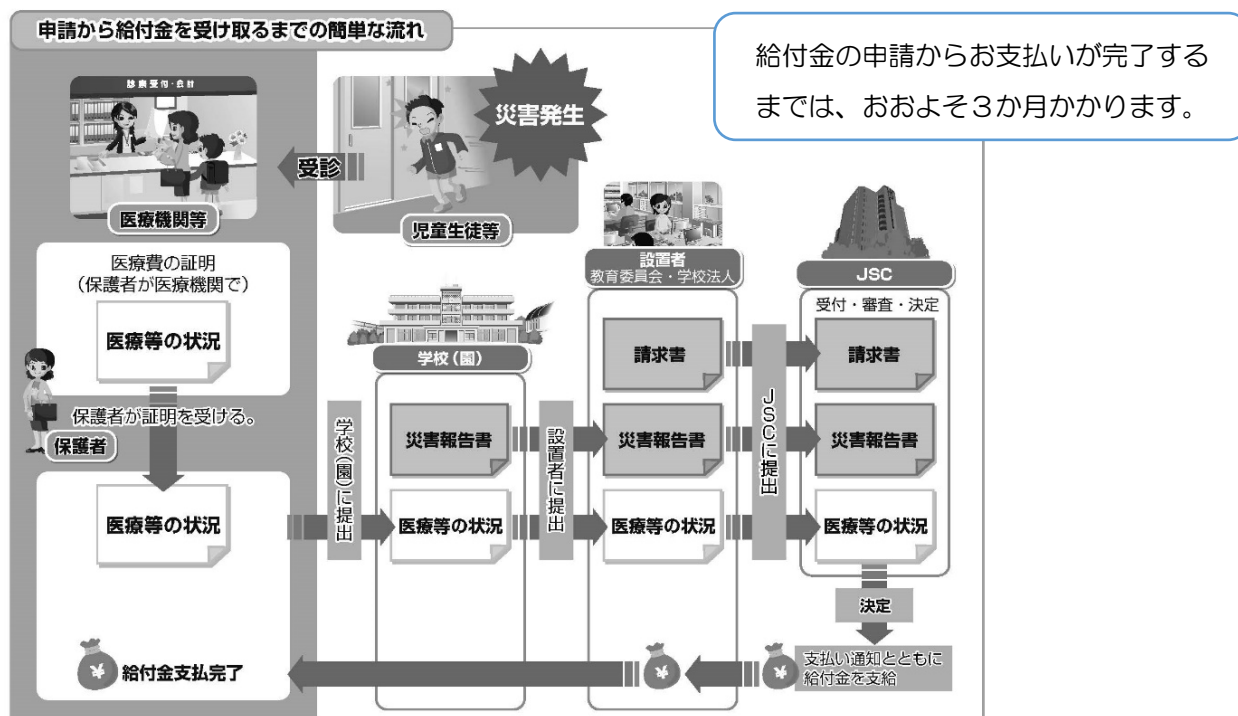 申請から給付金を受け取るまでの簡単な流れ
給付金の申請からお支払いが完了する
までは、おおよそ3か月かかります。
診療受付・会計
災害発生
受診
医療機関等
児童生徒等
医療費の証明
(保護者が医療機関で)
医療等の状況
保護者が証明を受ける。
保護者
医療等の状況
学校(園)に提出
学校(園)
災害報告書
医療等の状況
設置者に提出
設置者
教育委員会・学校法人
請求書
災害報告書
医療等の状況
JSCに提出
JSC
受付・審査・決定
請求書
災害報告書
医療等の状況
決定
支払い通知とともに
給付金を支給
¥
¥
¥
給付金支払完了